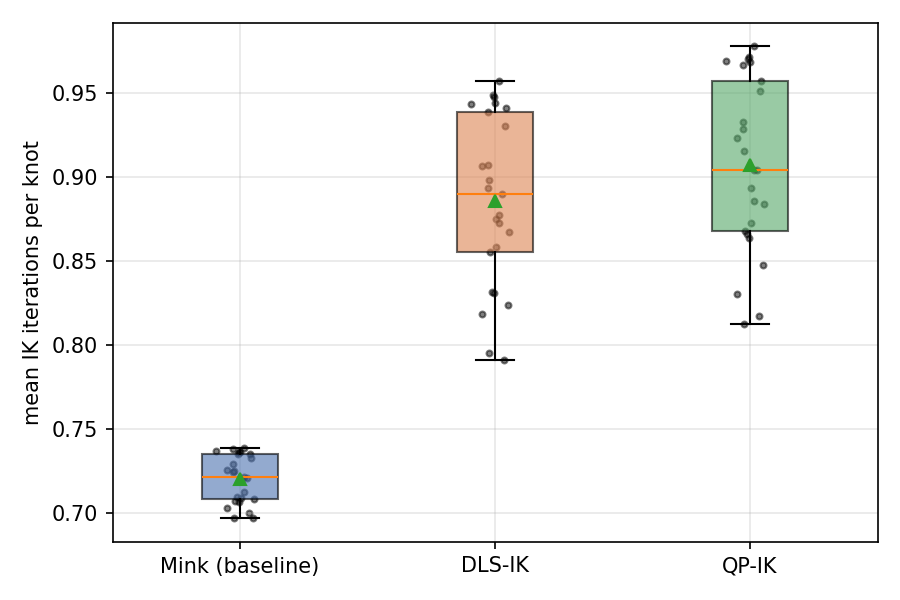 mean IK iterations per knot
0.95
0.90
0.85
0.80
0.75
0.70
Mink (baseline)
DLS-IK
QP-IK